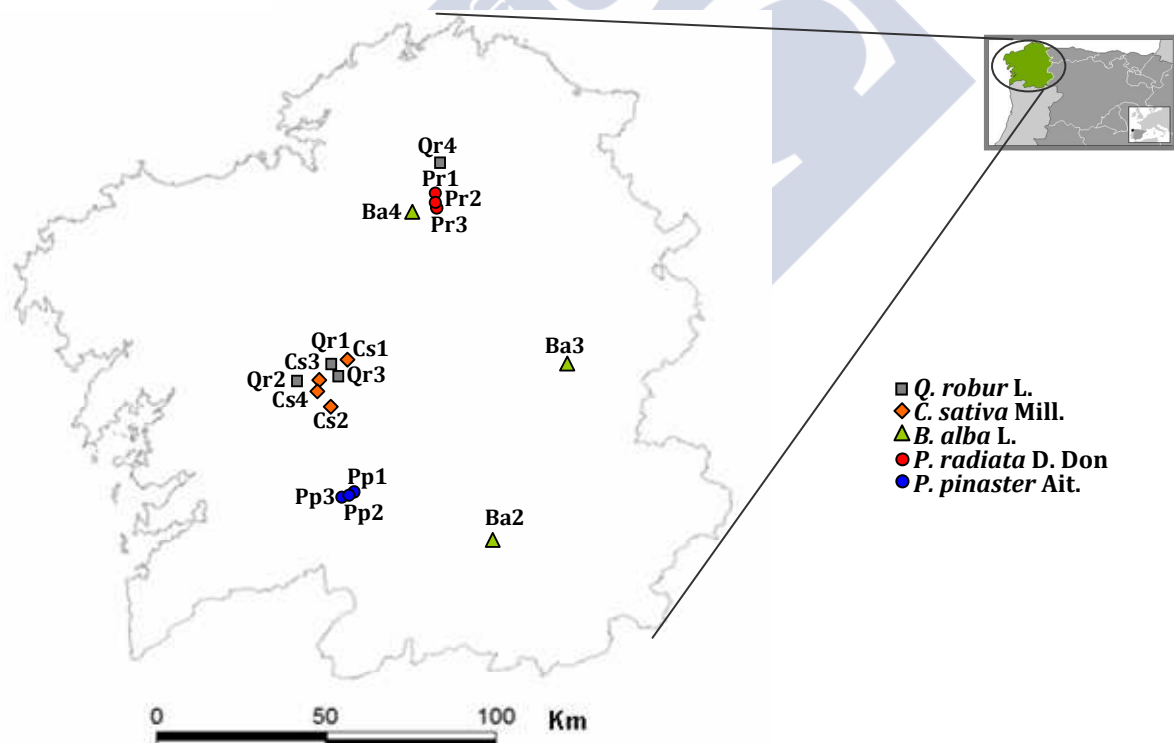 Qr4
Pr1
Pr2
Ba4
Pr3
Qr1
Cs1
Cs3
Ba3
Qr2
Qr3
Cs4
Cs2
Q. robur L.
C. sativa Mill.
B. alba L.
P. radiata D. Don
P. pinaster Ait.
Pp1
Pp3
Pp2
Ba2
0 50 100 Km